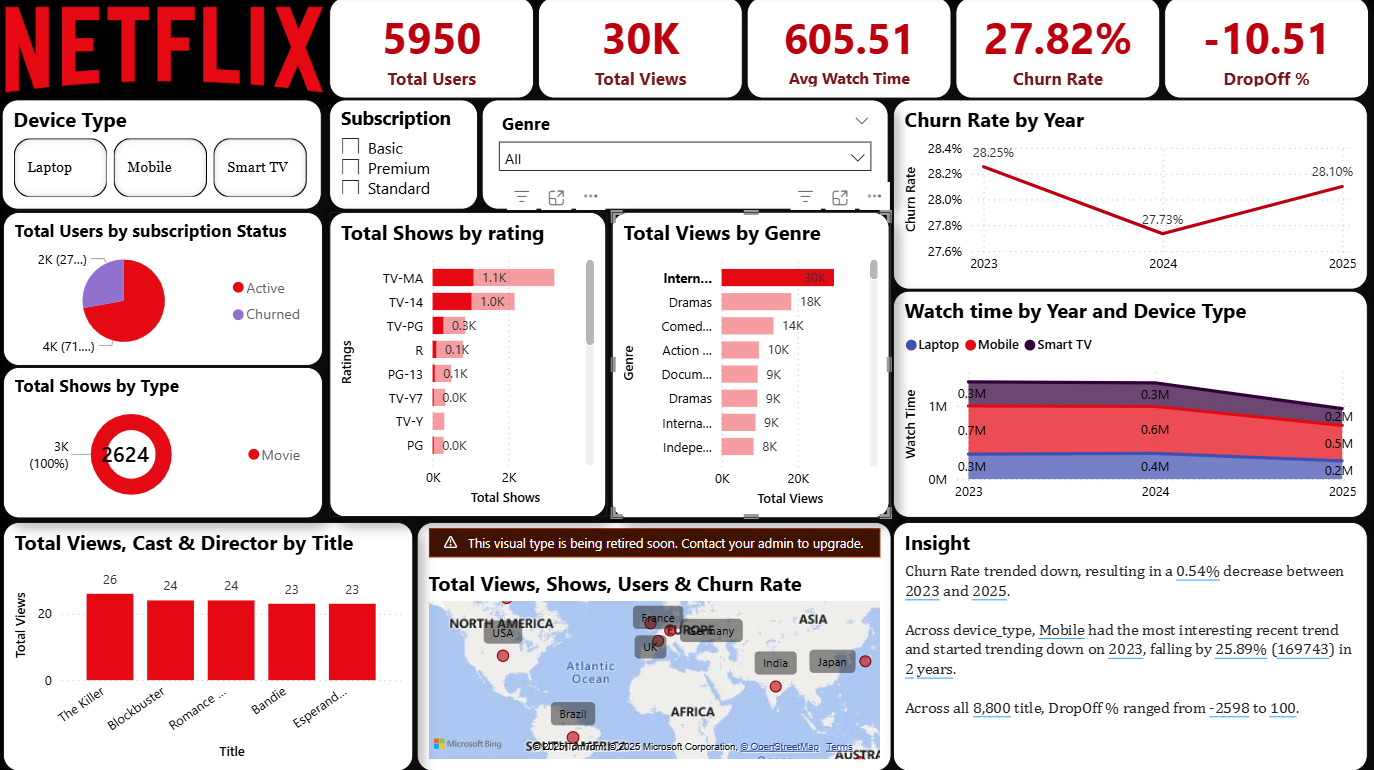 NETFLIX
5950
Total Users
30K
Total Views
605.51
Avg Watch Time
27.82%
Churn Rate
-10.51
DropOff %
Device Type
Laptop
Mobile
Smart TV
Subscription
Basic
Premium
Standard
Genre
All
Churn Rate by Year
Churn Rate
28.4%
28.2%
28.0%
27.8%
27.6%
28.25%
27.73%
28.10%
2023
2024
2025
Total Users by subscription Status
2K (27...)
4K (71....)
Active
Churned
Total Shows by rating
Ratings
TV-MA 1.1K
TV-14 1.0K
TV-PG 0.3K
R 0.1K
PG-13 0.1K
TV-Y7 0.0K
TV-Y
PG 0.0K
0K 2K
Total Shows
Total Views by Genre
Genre
Intern... 30K
Dramas 18K
Comed... 14K
Action ... 10K
Docum... 9K
Dramas 9K
Interna... 9K
Indepe... 8K
0K 20K
Total Views
Watch time by Year and Device Type
Laptop Mobile Smart TV
Watch Time
1M
0M
0.3M 0.3M 0.2M
0.7M 0.6M 0.5M
0.3M 0.4M 0.2M
2023 2024 2025
Total Shows by Type
3K
(100%)
2624
Movie
Total Views, Cast & Director by Title
Total Views
20
0
26 24 24 23 23
The Killer
Blockbuster
Romance ...
Bandie
Esperand...
Title
This visual type is being retired soon. Contact your admin to upgrade.
Total Views, Shows, Users & Churn Rate
NORTH AMERICA
USA
France
EUROPE
Germany
UK
ASIA
India
Japan
Atlantic
Ocean
AFRICA
Brazil
SOUTH AMERICA
AUSTRA
Microsoft Bing
© 2025 TomTom, © 2025 Microsoft Corporation, © OpenStreetMap Terms
Insight
Churn Rate trended down, resulting in a 0.54% decrease between
2023 and 2025.
Across device_type, Mobile had the most interesting recent trend
and started trending down on 2023, falling by 25.89% (169743) in
2 years.
Across all 8,800 title, DropOff % ranged from -2598 to 100.